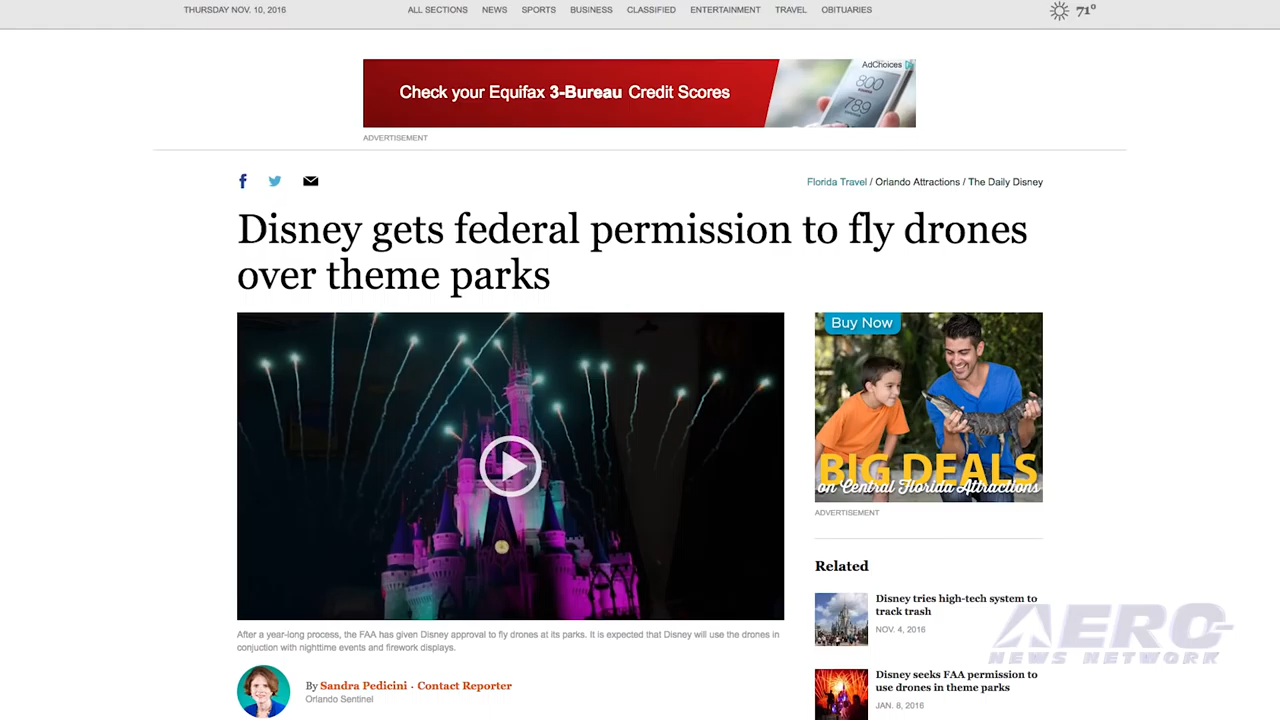 THURSDAY NOV. 10, 2016
ALL SECTIONS NEWS SPORTS BUSINESS CLASSIFIED ENTERTAINMENT TRAVEL OBITUARIES
71°
AdChoices
Check your Equifax 3-Bureau Credit Scores
800
789
ADVERTISEMENT
Florida Travel / Orlando Attractions / The Daily Disney
Disney gets federal permission to fly drones
over theme parks
Buy Now
BIG DEALS
on Central Florida Attractions
ADVERTISEMENT
Related
Disney tries high-tech system to
track trash
NOV. 4, 2016
Disney seeks FAA permission to
use drones in theme parks
JAN. 8, 2016
After a year-long process, the FAA has given Disney approval to fly drones at its parks. It is expected that Disney will use the drones in
conjunction with nighttime events and firework displays.
By Sandra Pedicini · Contact Reporter
Orlando Sentinel
AERO
NEWS NETWORK